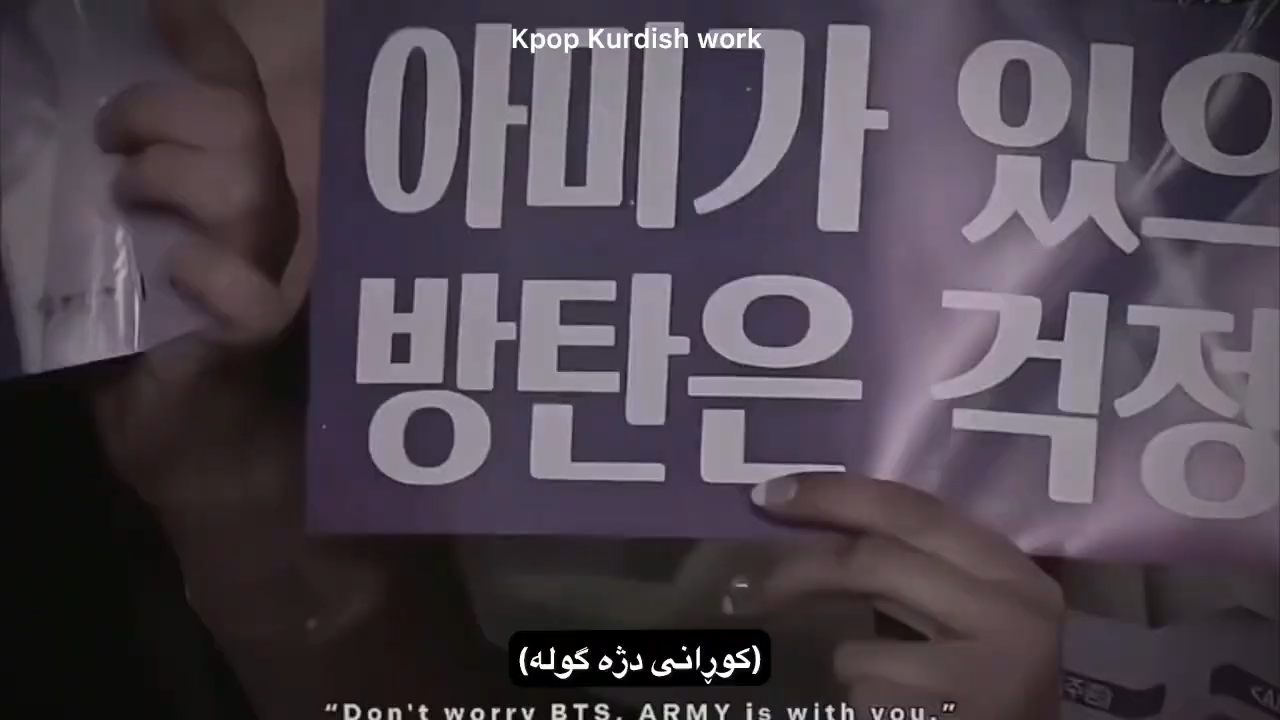 Kpop Kurdish work
아미가 있으
방탄은 걱정
(کوڕانی دژە گولە)
“Don't worry BTS, ARMY is with you.”